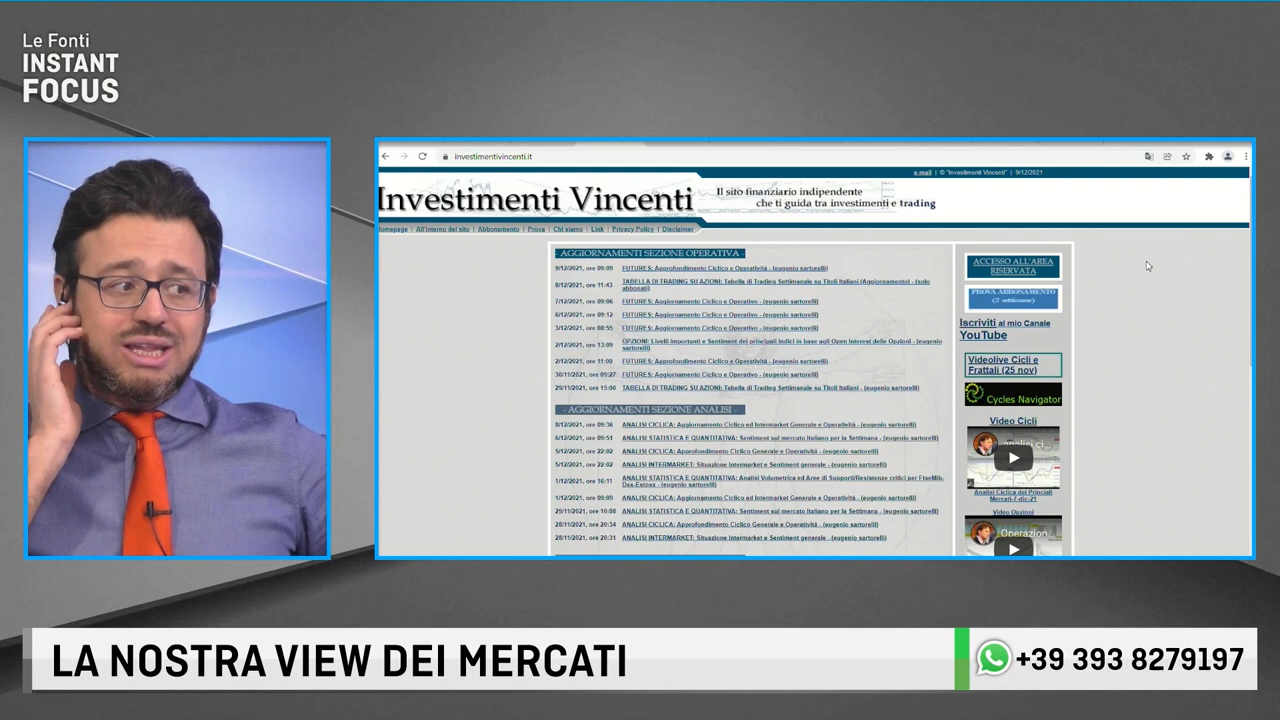 Le Fonti
INSTANT
FOCUS
investimentivincenti.it
e-mail | © "Investimenti Vincenti" | 9/12/2021
Investimenti Vincenti
Il sito finanziario indipendente
che ti guida tra investimenti e trading
omepage | All'interno del sito | Abbonamento | Prova | Chi siamo | Link | Privacy Policy | Disclaimer
- AGGIORNAMENTI SEZIONE OPERATIVA -
9/12/2021, ore 09:09 FUTURES: Approfondimento Ciclico e Operatività - (eugenio sartorelli)
8/12/2021, ore 11:43 TABELLA DI TRADING SU AZIONI: Tabella di Trading Settimanale su Titoli Italiani (Aggiornamento) - (solo
abbonati)
7/12/2021, ore 09:06 FUTURES: Aggiornamento Ciclico e Operativo - (eugenio sartorelli)
6/12/2021, ore 09:12 FUTURES: Aggiornamento Ciclico e Operativo - (eugenio sartorelli)
3/12/2021, ore 08:55 FUTURES: Aggiornamento Ciclico e Operativo - (eugenio sartorelli)
2/12/2021, ore 13:09 OPZIONI: Livelli importanti e Sentiment dei principali Indici in base agli Open Interest delle Opzioni - (eugenio
sartorelli)
2/12/2021, ore 11:00 FUTURES: Approfondimento Ciclico e Operatività - (eugenio sartorelli)
30/11/2021, ore 09:27 FUTURES: Aggiornamento Ciclico e Operativo - (eugenio sartorelli)
29/11/2021, ore 15:00 TABELLA DI TRADING SU AZIONI: Tabella di Trading Settimanale su Titoli Italiani - (eugenio sartorelli)
- AGGIORNAMENTI SEZIONE ANALISI -
8/12/2021, ore 09:36 ANALISI CICLICA: Aggiornamento Ciclico ed Intermarket Generale e Operatività - (eugenio sartorelli)
6/12/2021, ore 09:51 ANALISI STATISTICA E QUANTITATIVA: Sentiment sul mercato Italiano per la Settimana - (eugenio sartorelli)
5/12/2021, ore 22:02 ANALISI CICLICA: Approfondimento Ciclico Generale e Operatività - (eugenio sartorelli)
5/12/2021, ore 22:02 ANALISI INTERMARKET: Situazione Intermarket e Sentiment generale - (eugenio sartorelli)
1/12/2021, ore 16:11 ANALISI STATISTICA E QUANTITATIVA: Analisi Volumetrica ed Aree di Supporti/Resistenze critici per FtseMib-
Dax-Estoxx - (eugenio sartorelli)
1/12/2021, ore 09:09 ANALISI CICLICA: Aggiornamento Ciclico ed Intermarket Generale e Operatività - (eugenio sartorelli)
29/11/2021, ore 10:08 ANALISI STATISTICA E QUANTITATIVA: Sentiment sul mercato Italiano per la Settimana - (eugenio sartorelli)
28/11/2021, ore 20:34 ANALISI CICLICA: Approfondimento Ciclico Generale e Operatività - (eugenio sartorelli)
28/11/2021, ore 20:31 ANALISI INTERMARKET: Situazione Intermarket e Sentiment generale - (eugenio sartorelli)
ACCESSO ALL'AREA
RISERVATA
PROVA ABBONAMENTO
(2 settimane)
Iscriviti al mio Canale
YouTube
Videolive Cicli e
Frattali (25 nov)
Cycles Navigator
Video Cicli
analisi ci
Analisi Ciclica dei Princiali
Mercati-7-dic-21
Video Opzioni
Operazion
LA NOSTRA VIEW DEI MERCATI
+39 393 8279197